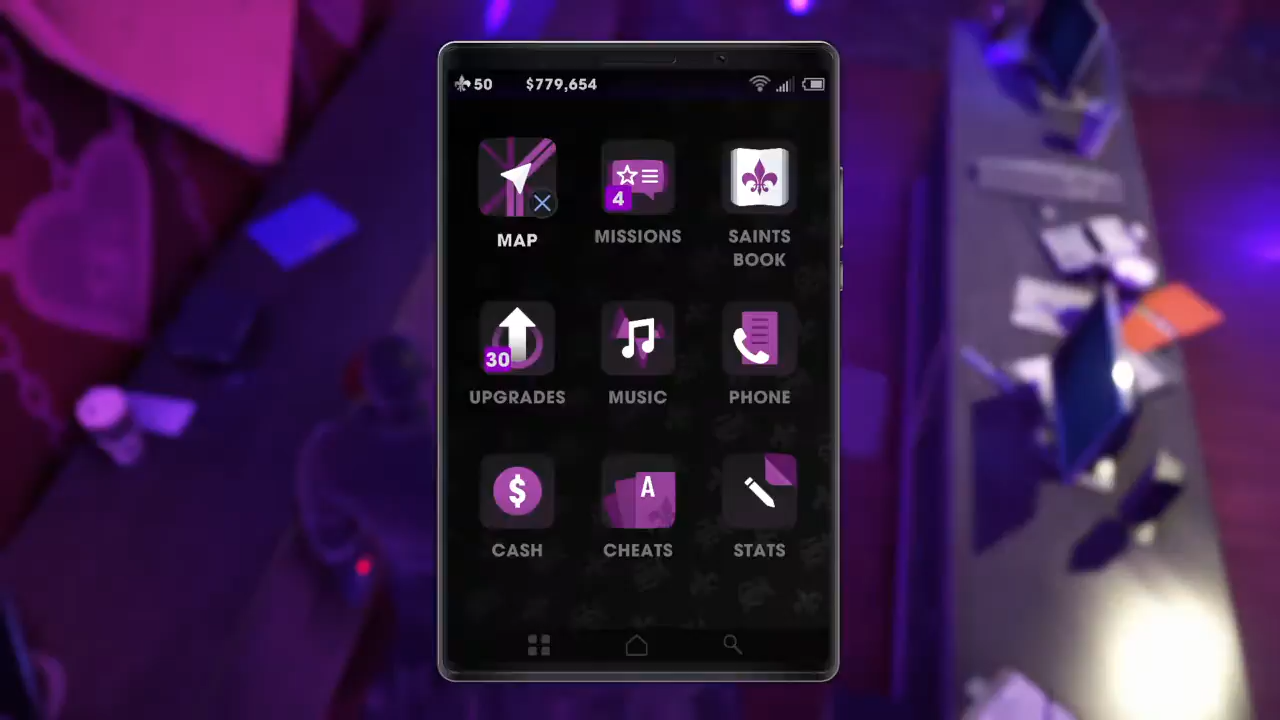 50 $779,654
MAP
4
MISSIONS
SAINTS
BOOK
30
UPGRADES
MUSIC
PHONE
$
CASH
A
CHEATS
STATS